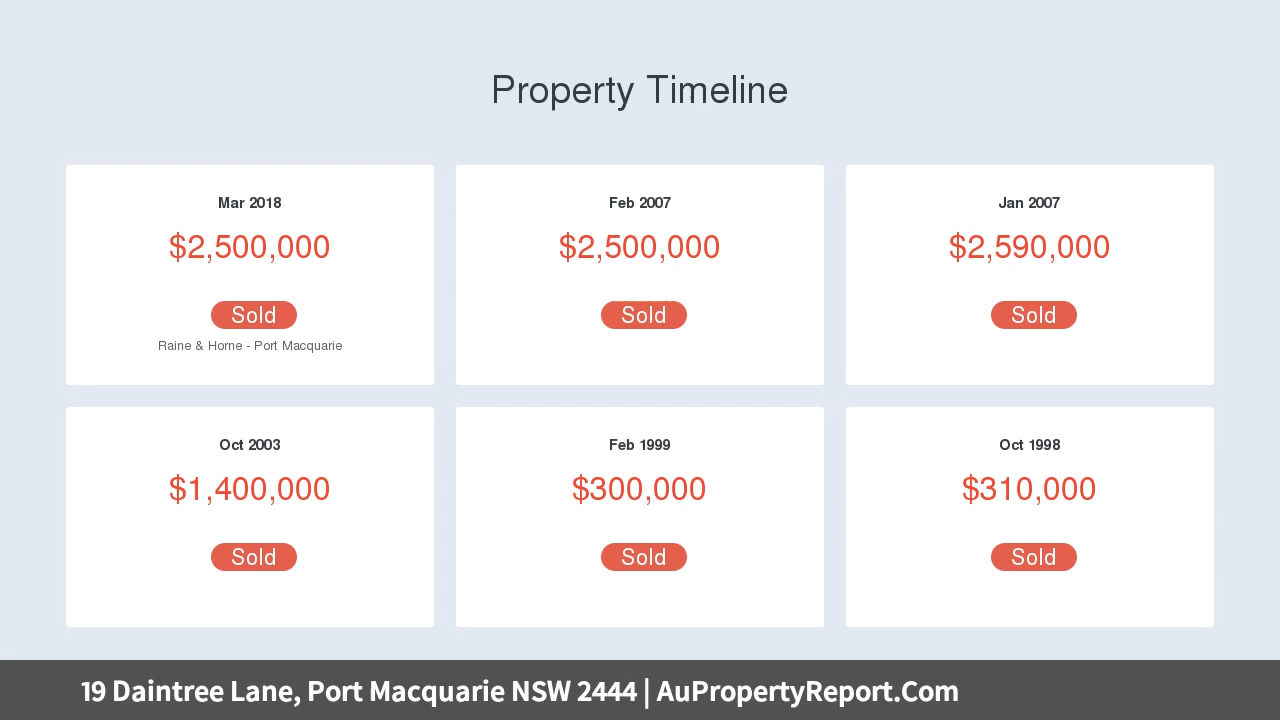 Property Timeline
Mar 2018
$2,500,000
Sold
Raine & Horne - Port Macquarie
Feb 2007
$2,500,000
Sold
Jan 2007
$2,590,000
Sold
Oct 2003
$1,400,000
Sold
Feb 1999
$300,000
Sold
Oct 1998
$310,000
Sold
19 Daintree Lane, Port Macquarie NSW 2444 | AuPropertyReport.Com